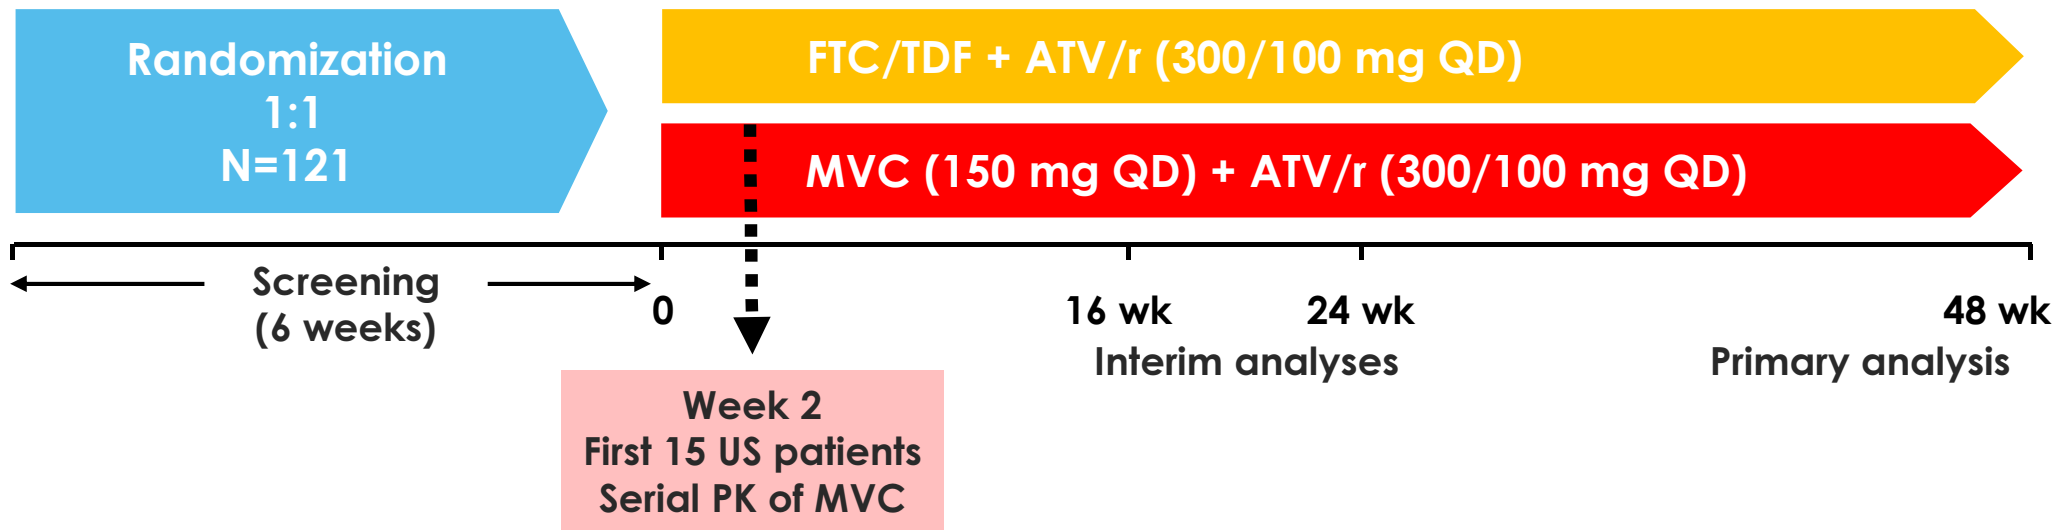 Randomization
1:1
N=121
FTC/TDF + ATV/r (300/100 mg QD)
MVC (150 mg QD) + ATV/r (300/100 mg QD)
Screening
(6 weeks)
0
16 wk
24 wk
48 wk
Interim analyses
Primary analysis
Week 2
First 15 US patients
Serial PK of MVC